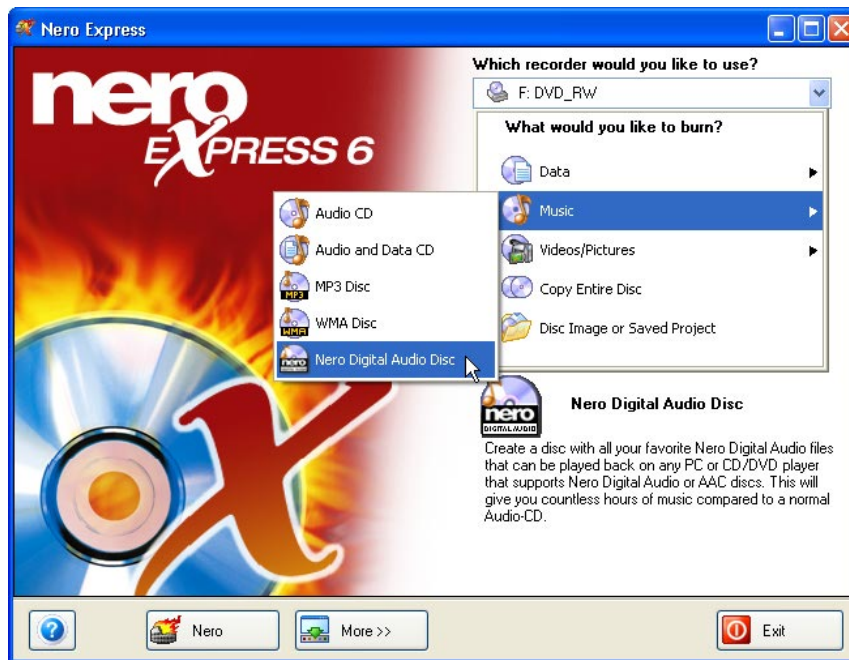 Nero Express
nero
EXPRESS 6
Which recorder would you like to use?
F: DVD_RW
What would you like to burn?
Data
Music
Videos/Pictures
Copy Entire Disc
Disc Image or Saved Project
Audio CD
Audio and Data CD
MP3
MP3 Disc
WMA
WMA Disc
nero
Nero Digital Audio Disc
nero
DIGITAL AUDIO
Nero Digital Audio Disc
Create a disc with all your favorite Nero Digital Audio files
that can be played back on any PC or CD/DVD player
that supports Nero Digital Audio or AAC discs. This will
give you countless hours of music compared to a normal
Audio-CD.
?
Nero
More >>
Exit